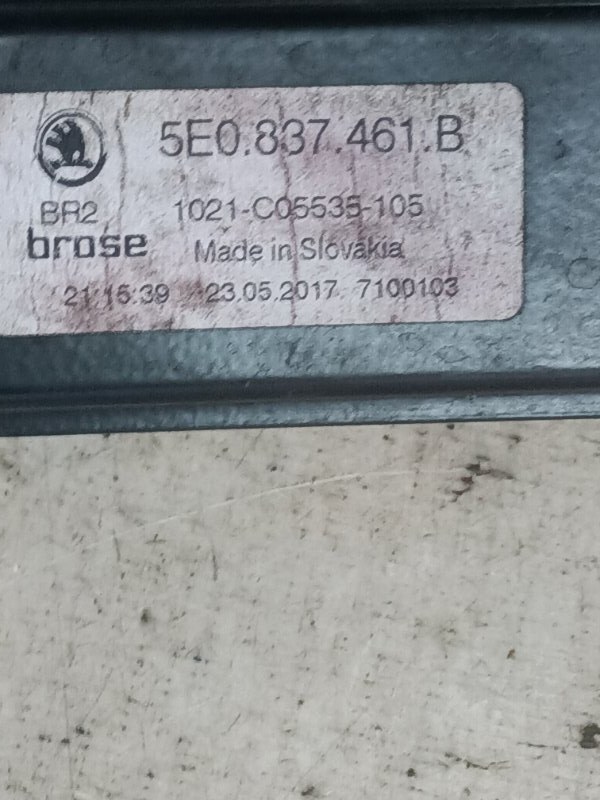 5E0.837.461.B
BR2 1021-C05535-105
brose Made in Slovakia
21:15:39 23.05.2017 7100103